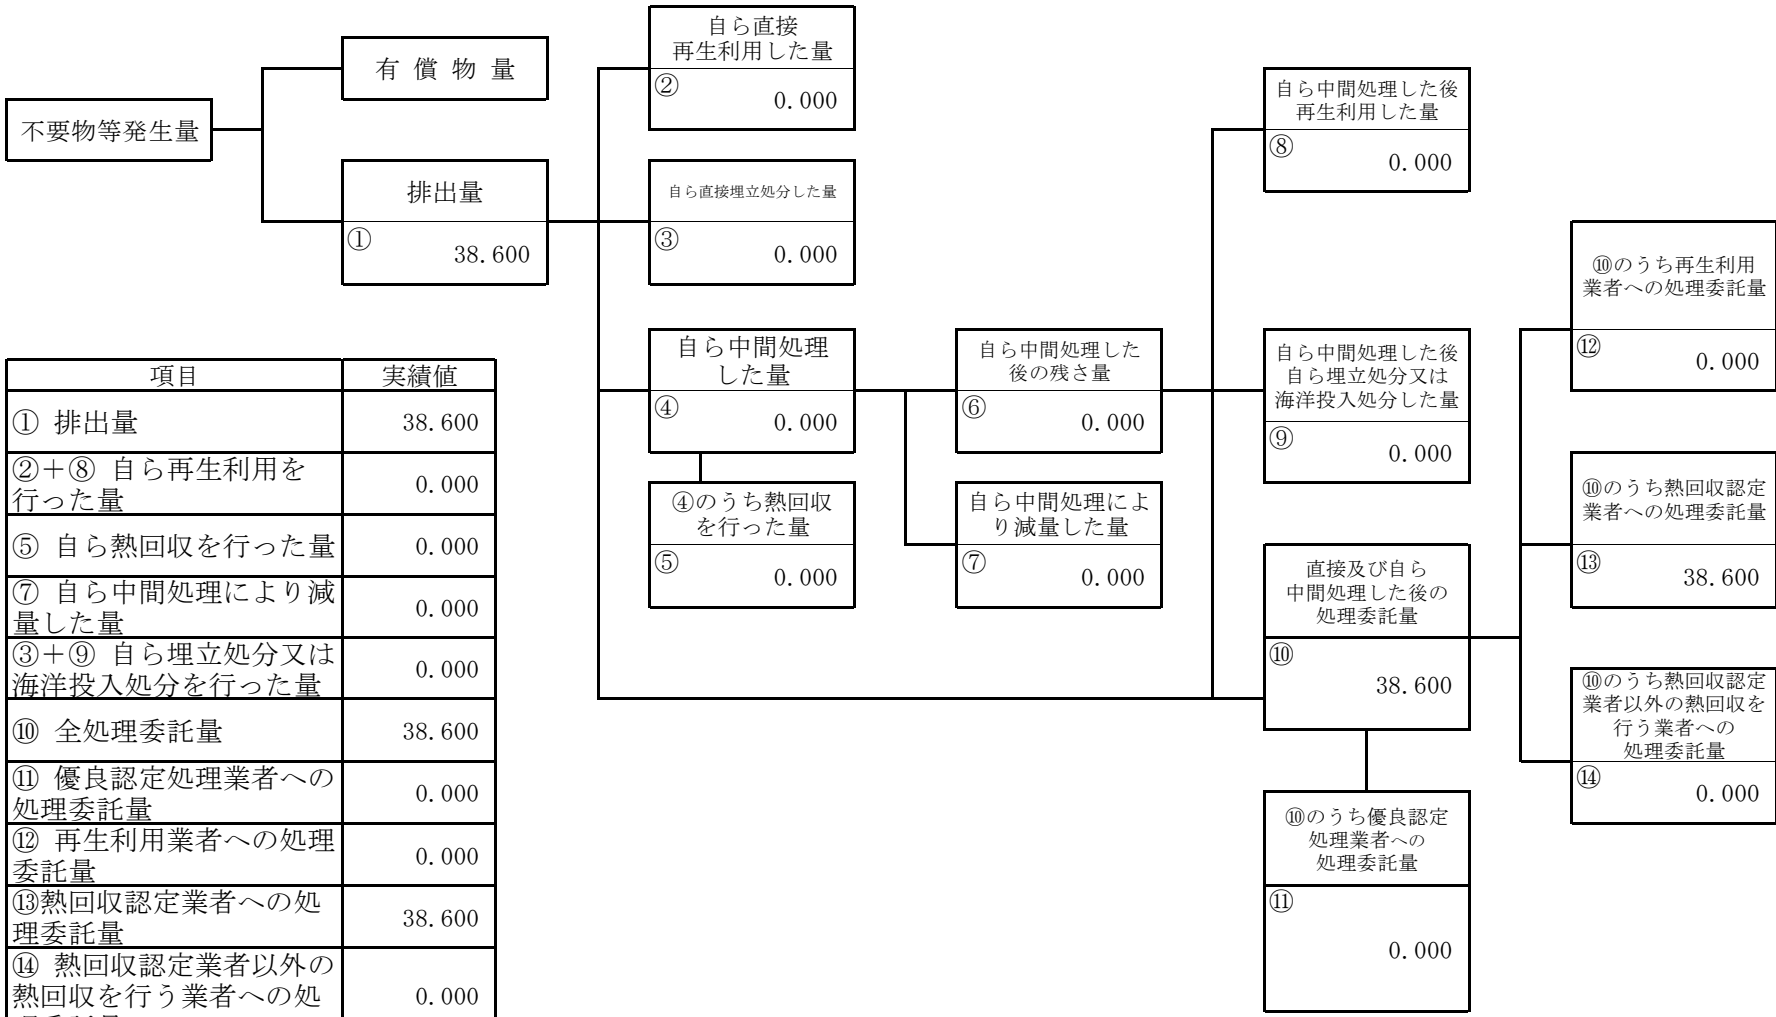 自ら直接
再生利用した量
②
0.000
有 償 物 量
不要物等発生量
排出量
①
38.600
自ら直接埋立処分した量
③
0.000
自ら中間処理した後
再生利用した量
⑧
0.000
自ら中間処理
した量
④
0.000
自ら中間処理した
後の残さ量
⑥
0.000
自ら中間処理した後
自ら埋立処分又は
海洋投入処分した量
⑨
0.000
④のうち熱回収
を行った量
⑤
0.000
自ら中間処理によ
り減量した量
⑦
0.000
直接及び自ら
中間処理した後の
処理委託量
⑩
38.600
⑩のうち優良認定
処理業者への
処理委託量
⑪
0.000
⑩のうち再生利用
業者への処理委託量
⑫
0.000
⑩のうち熱回収認定
業者への処理委託量
⑬
38.600
⑩のうち熱回収認定
業者以外の熱回収を
行う業者への
処理委託量
⑭
0.000
項目 実績値
① 排出量 38.600
②+⑧ 自ら再生利用を
行った量 0.000
⑤ 自ら熱回収を行った量 0.000
⑦ 自ら中間処理により減
量した量 0.000
③+⑨ 自ら埋立処分又は
海洋投入処分を行った量 0.000
⑩ 全処理委託量 38.600
⑪ 優良認定処理業者への
処理委託量 0.000
⑫ 再生利用業者への処理
委託量 0.000
⑬熱回収認定業者への処
理委託量 38.600
⑭ 熱回収認定業者以外の
熱回収を行う業者への処 0.000